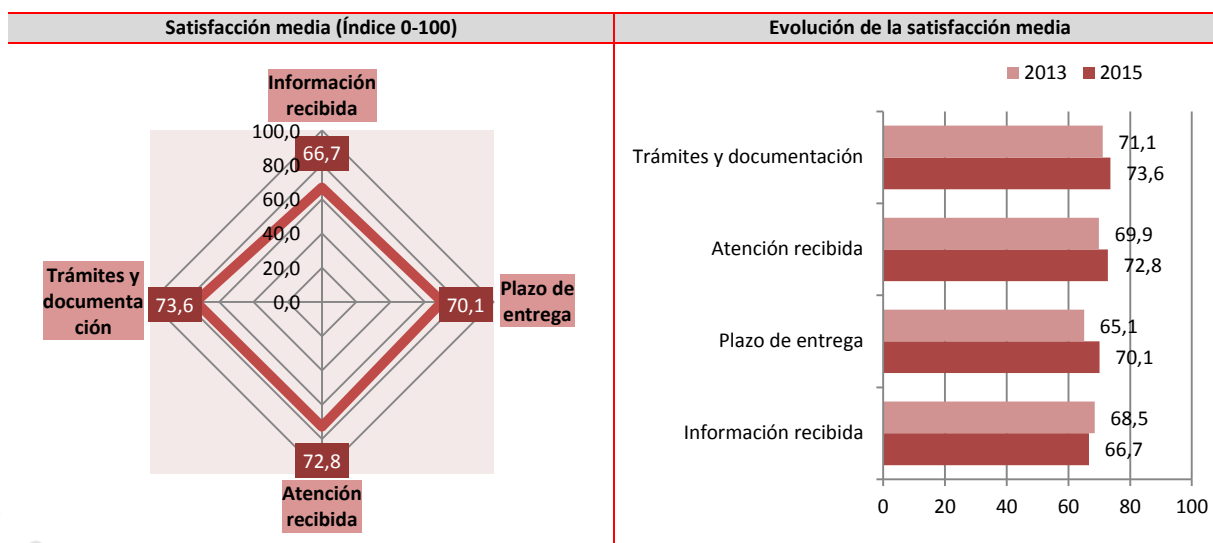 Satisfacción media (Índice 0-100)
Información
recibida
100,0
80,0
60,0
40,0
20,0
0,0
66,7
Trámites y
documenta
ción
73,6
70,1
Plazo de
entrega
72,8
Atención
recibida
Evolución de la satisfacción media
2013 2015
Trámites y documentación
71,1
73,6
Atención recibida
69,9
72,8
Plazo de entrega
65,1
70,1
Información recibida
68,5
66,7
0 20 40 60 80 100